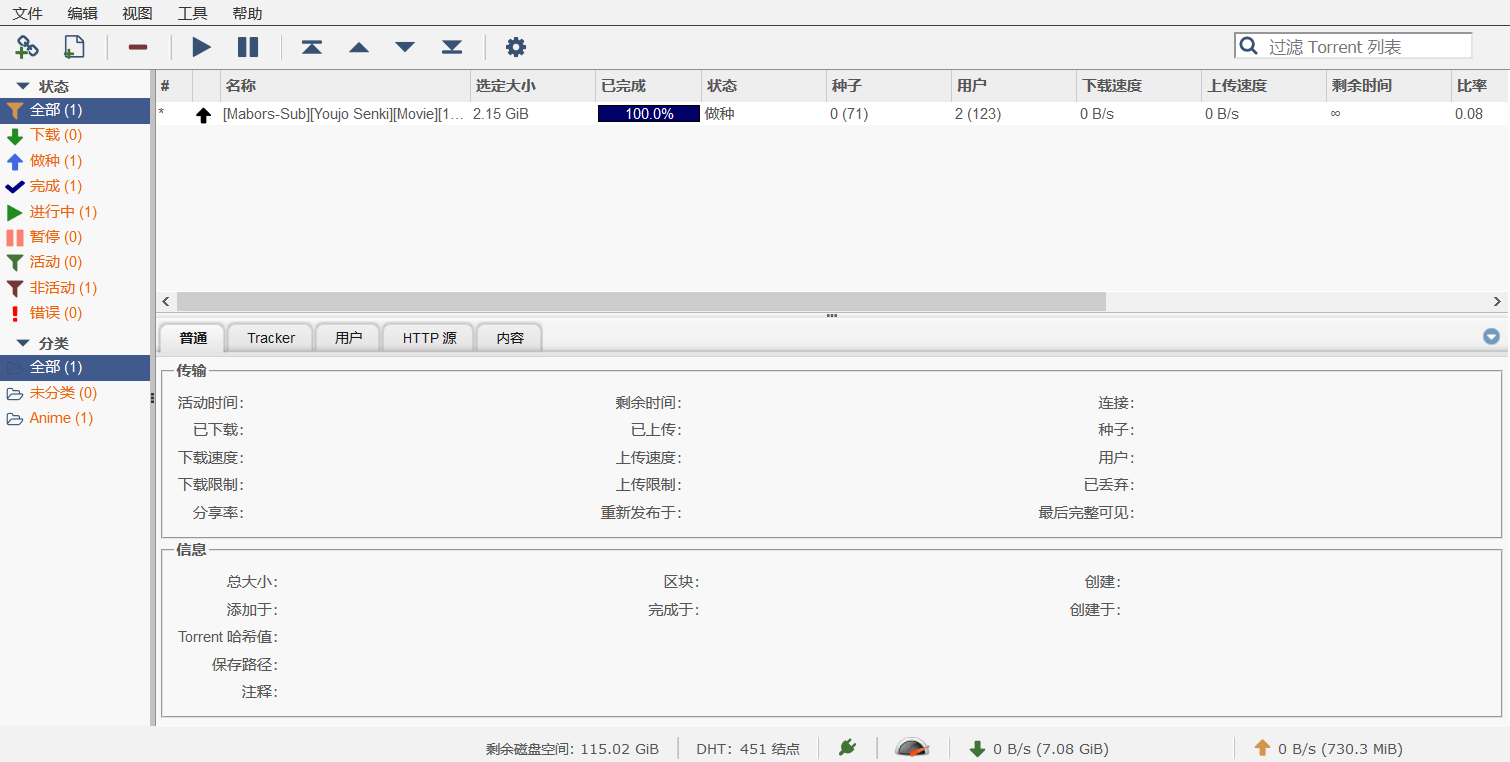 文件 编辑 视图 工具 帮助
过滤 Torrent 列表
状态
全部 (1)
下载 (0)
做种 (1)
完成 (1)
进行中 (1)
暂停 (0)
活动 (0)
非活动 (1)
错误 (0)
分类
全部 (1)
未分类 (0)
Anime (1)
# 名称 选定大小 已完成 状态 种子 用户 下载速度 上传速度 剩余时间 比率
* [Mabors-Sub][Youjo Senki][Movie][1... 2.15 GiB 100.0% 做种 0 (71) 2 (123) 0 B/s 0 B/s ∞ 0.08
普通 Tracker 用户 HTTP 源 内容
传输
活动时间: 剩余时间: 连接:
已下载: 已上传: 种子:
下载速度: 上传速度: 用户:
下载限制: 上传限制: 已丢弃:
分享率: 重新发布于: 最后完整可见:
信息
总大小: 区块: 创建:
添加于: 完成于: 创建于:
Torrent 哈希值:
保存路径:
注释:
剩余磁盘空间: 115.02 GiB DHT: 451 结点 0 B/s (7.08 GiB) 0 B/s (730.3 MiB)